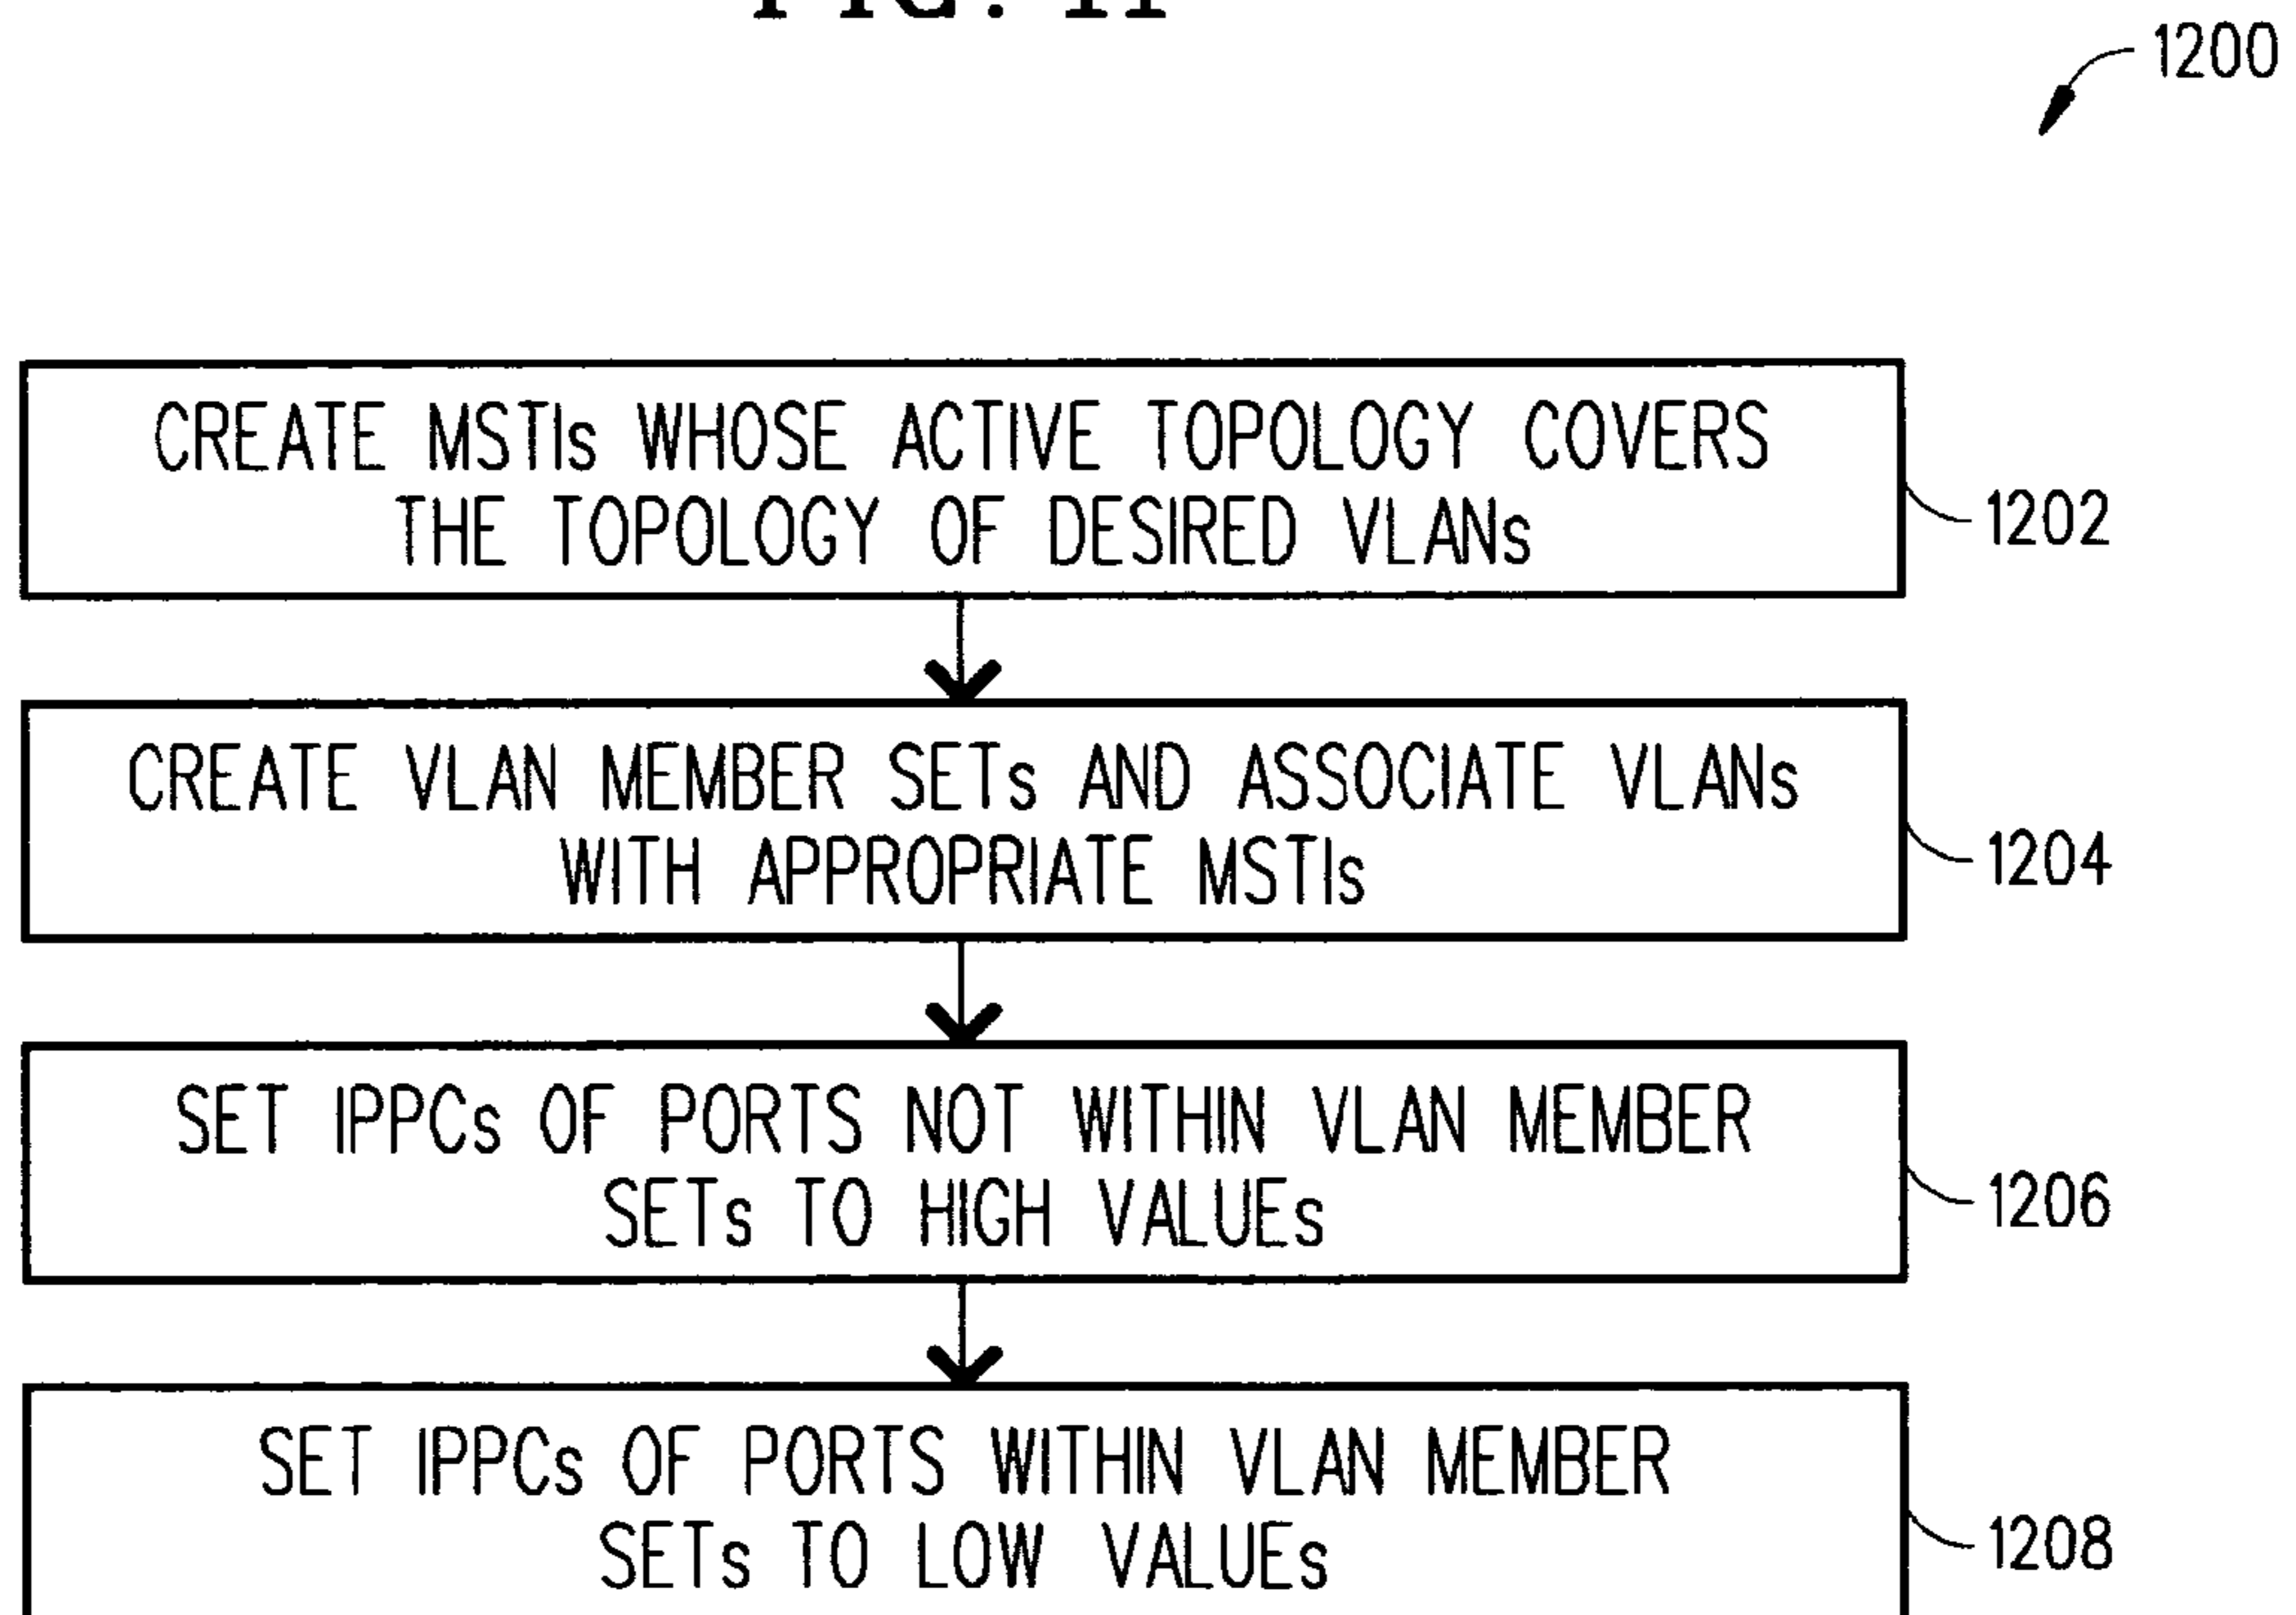 FIG. 11
1200
CREATE MSTIs WHOSE ACTIVE TOPOLOGY COVERS
THE TOPOLOGY OF DESIRED VLANs
1202
CREATE VLAN MEMBER SETs AND ASSOCIATE VLANs
WITH APPROPRIATE MSTIs
1204
SET IPPCs OF PORTS NOT WITHIN VLAN MEMBER
SETs TO HIGH VALUEs
1206
SET IPPCs OF PORTS WITHIN VLAN MEMBER
SETs TO LOW VALUEs
1208